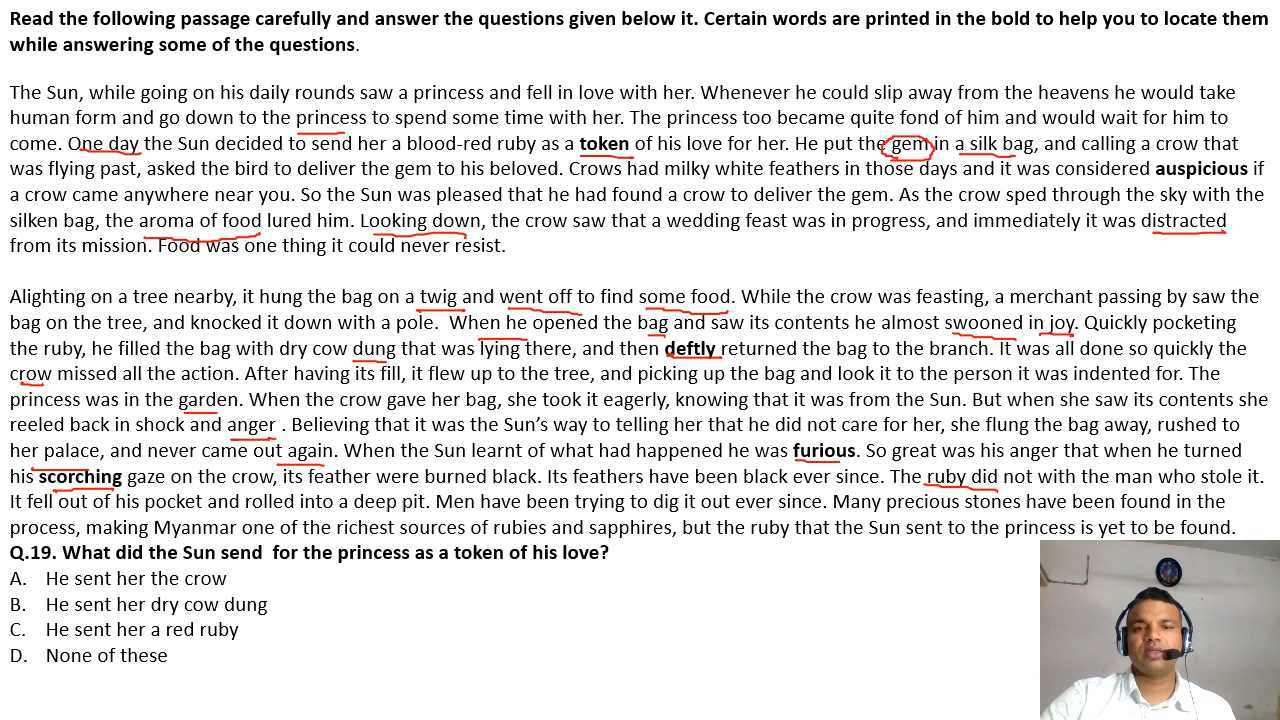 Read the following passage carefully and answer the questions given below it. Certain words are printed in the bold to help you to locate them
while answering some of the questions.
The Sun, while going on his daily rounds saw a princess and fell in love with her. Whenever he could slip away from the heavens he would take
human form and go down to the princess to spend some time with her. The princess too became quite fond of him and would wait for him to
come. One day the Sun decided to send her a blood-red ruby as a token of his love for her. He put the gem in a silk bag, and calling a crow that
was flying past, asked the bird to deliver the gem to his beloved. Crows had milky white feathers in those days and it was considered auspicious if
a crow came anywhere near you. So the Sun was pleased that he had found a crow to deliver the gem. As the crow sped through the sky with the
silken bag, the aroma of food lured him. Looking down, the crow saw that a wedding feast was in progress, and immediately it was distracted
from its mission. Food was one thing it could never resist.
Alighting on a tree nearby, it hung the bag on a twig and went off to find some food. While the crow was feasting, a merchant passing by saw the
bag on the tree, and knocked it down with a pole. When he opened the bag and saw its contents he almost swooned in joy. Quickly pocketing
the ruby, he filled the bag with dry cow dung that was lying there, and then deftly returned the bag to the branch. It was all done so quickly the
crow missed all the action. After having its fill, it flew up to the tree, and picking up the bag and look it to the person it was indented for. The
princess was in the garden. When the crow gave her bag, she took it eagerly, knowing that it was from the Sun. But when she saw its contents she
reeled back in shock and anger . Believing that it was the Sun's way to telling her that he did not care for her, she flung the bag away, rushed to
her palace, and never came out again. When the Sun learnt of what had happened he was furious. So great was his anger that when he turned
his scorching gaze on the crow, its feather were burned black. Its feathers have been black ever since. The ruby did not with the man who stole it.
It fell out of his pocket and rolled into a deep pit. Men have been trying to dig it out ever since. Many precious stones have been found in the
process, making Myanmar one of the richest sources of rubies and sapphires, but the ruby that the Sun sent to the princess is yet to be found.
Q.19. What did the Sun send for the princess as a token of his love?
A. He sent her the crow
B. He sent her dry cow dung
C. He sent her a red ruby
D. None of these